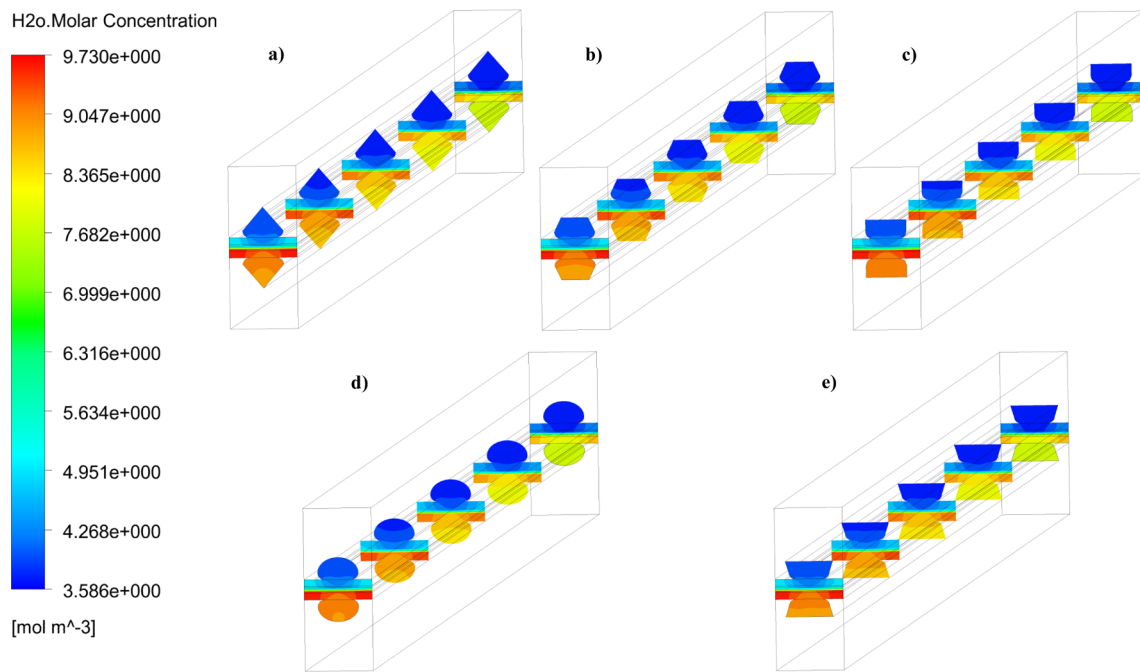 H2o.Molar Concentration
9.730e+000
9.047e+000
8.365e+000
7.682e+000
6.999e+000
6.316e+000
5.634e+000
4.951e+000
4.268e+000
3.586e+000
[mol m^-3]
a)
b)
c)
d)
e)